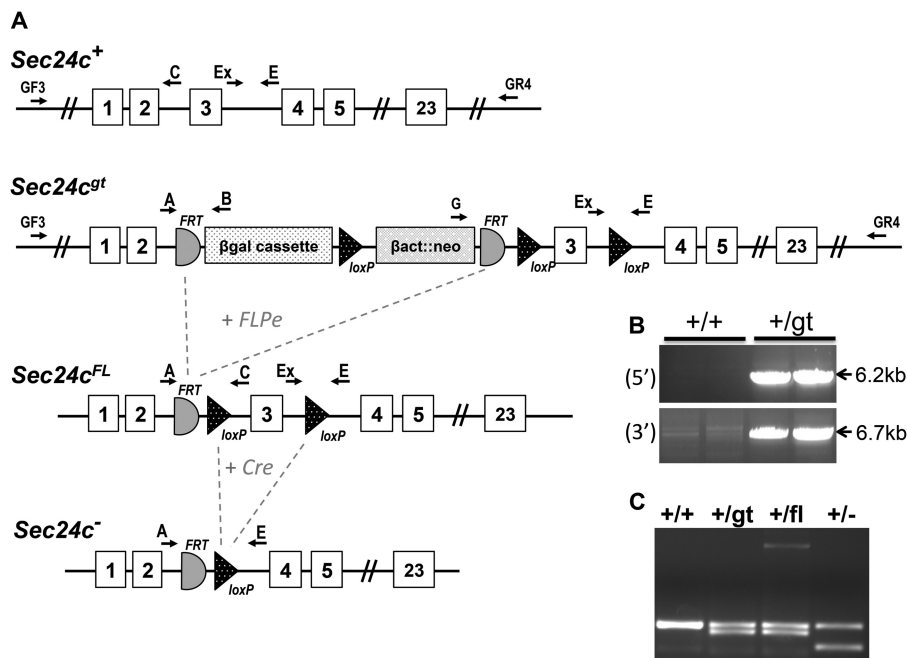 A
Sec24c+
GF3 C Ex E GR4
1 2 3 4 5 23
Sec24cgt
GF3 A FRT B G FRT Ex E GR4
1 2 βgal cassette loxP βact::neo loxP 3 loxP 4 5 23
+ FLPe
Sec24cFL
A FRT C Ex E
1 2 loxP 3 loxP 4 5 23
+ Cre
Sec24c-
A FRT E
1 2 loxP 4 5 23
B
+/+ +/gt
(5′) 6.2kb
(3′) 6.7kb
C
+/+ +/gt +/fl +/-